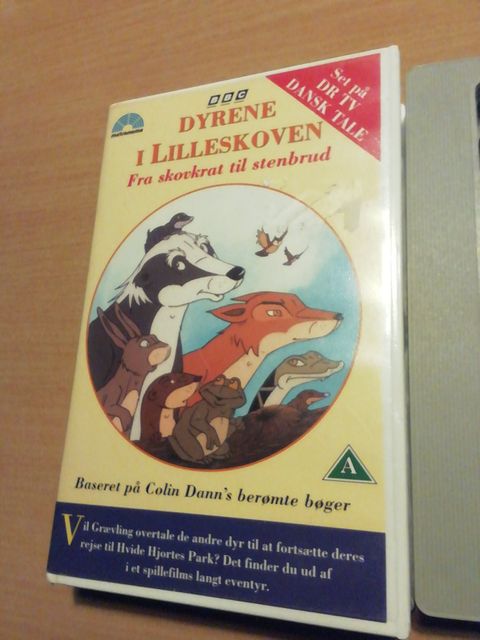 BBC
Set på
DR TV
DANSK TALE
DYRENE
I LILLESKOVEN
Fra skovkrat til stenbrud
A
Baseret på Colin Dann's berømte bøger
Vil Grævling overtale de andre dyr til at fortsætte deres
rejse til Hvide Hjortes Park? Det finder du ud af
i et spillefilms langt eventyr.